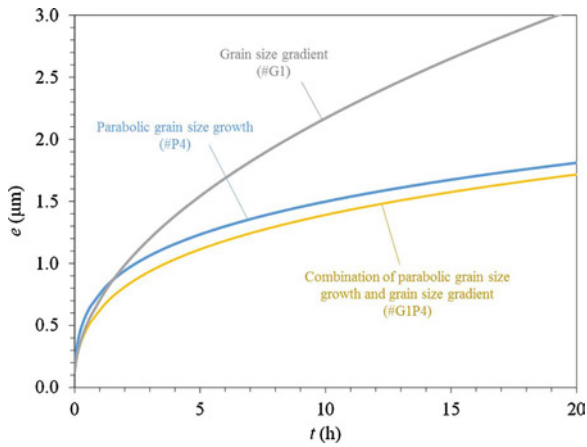 3.0
2.5
2.0
1.5
1.0
0.5
0.0
e (μm)
Grain size gradient
(#G1)
Parabolic grain size growth
(#P4)
Combination of parabolic grain size
growth and grain size gradient
(#G1P4)
0
5
10
15
20
t (h)